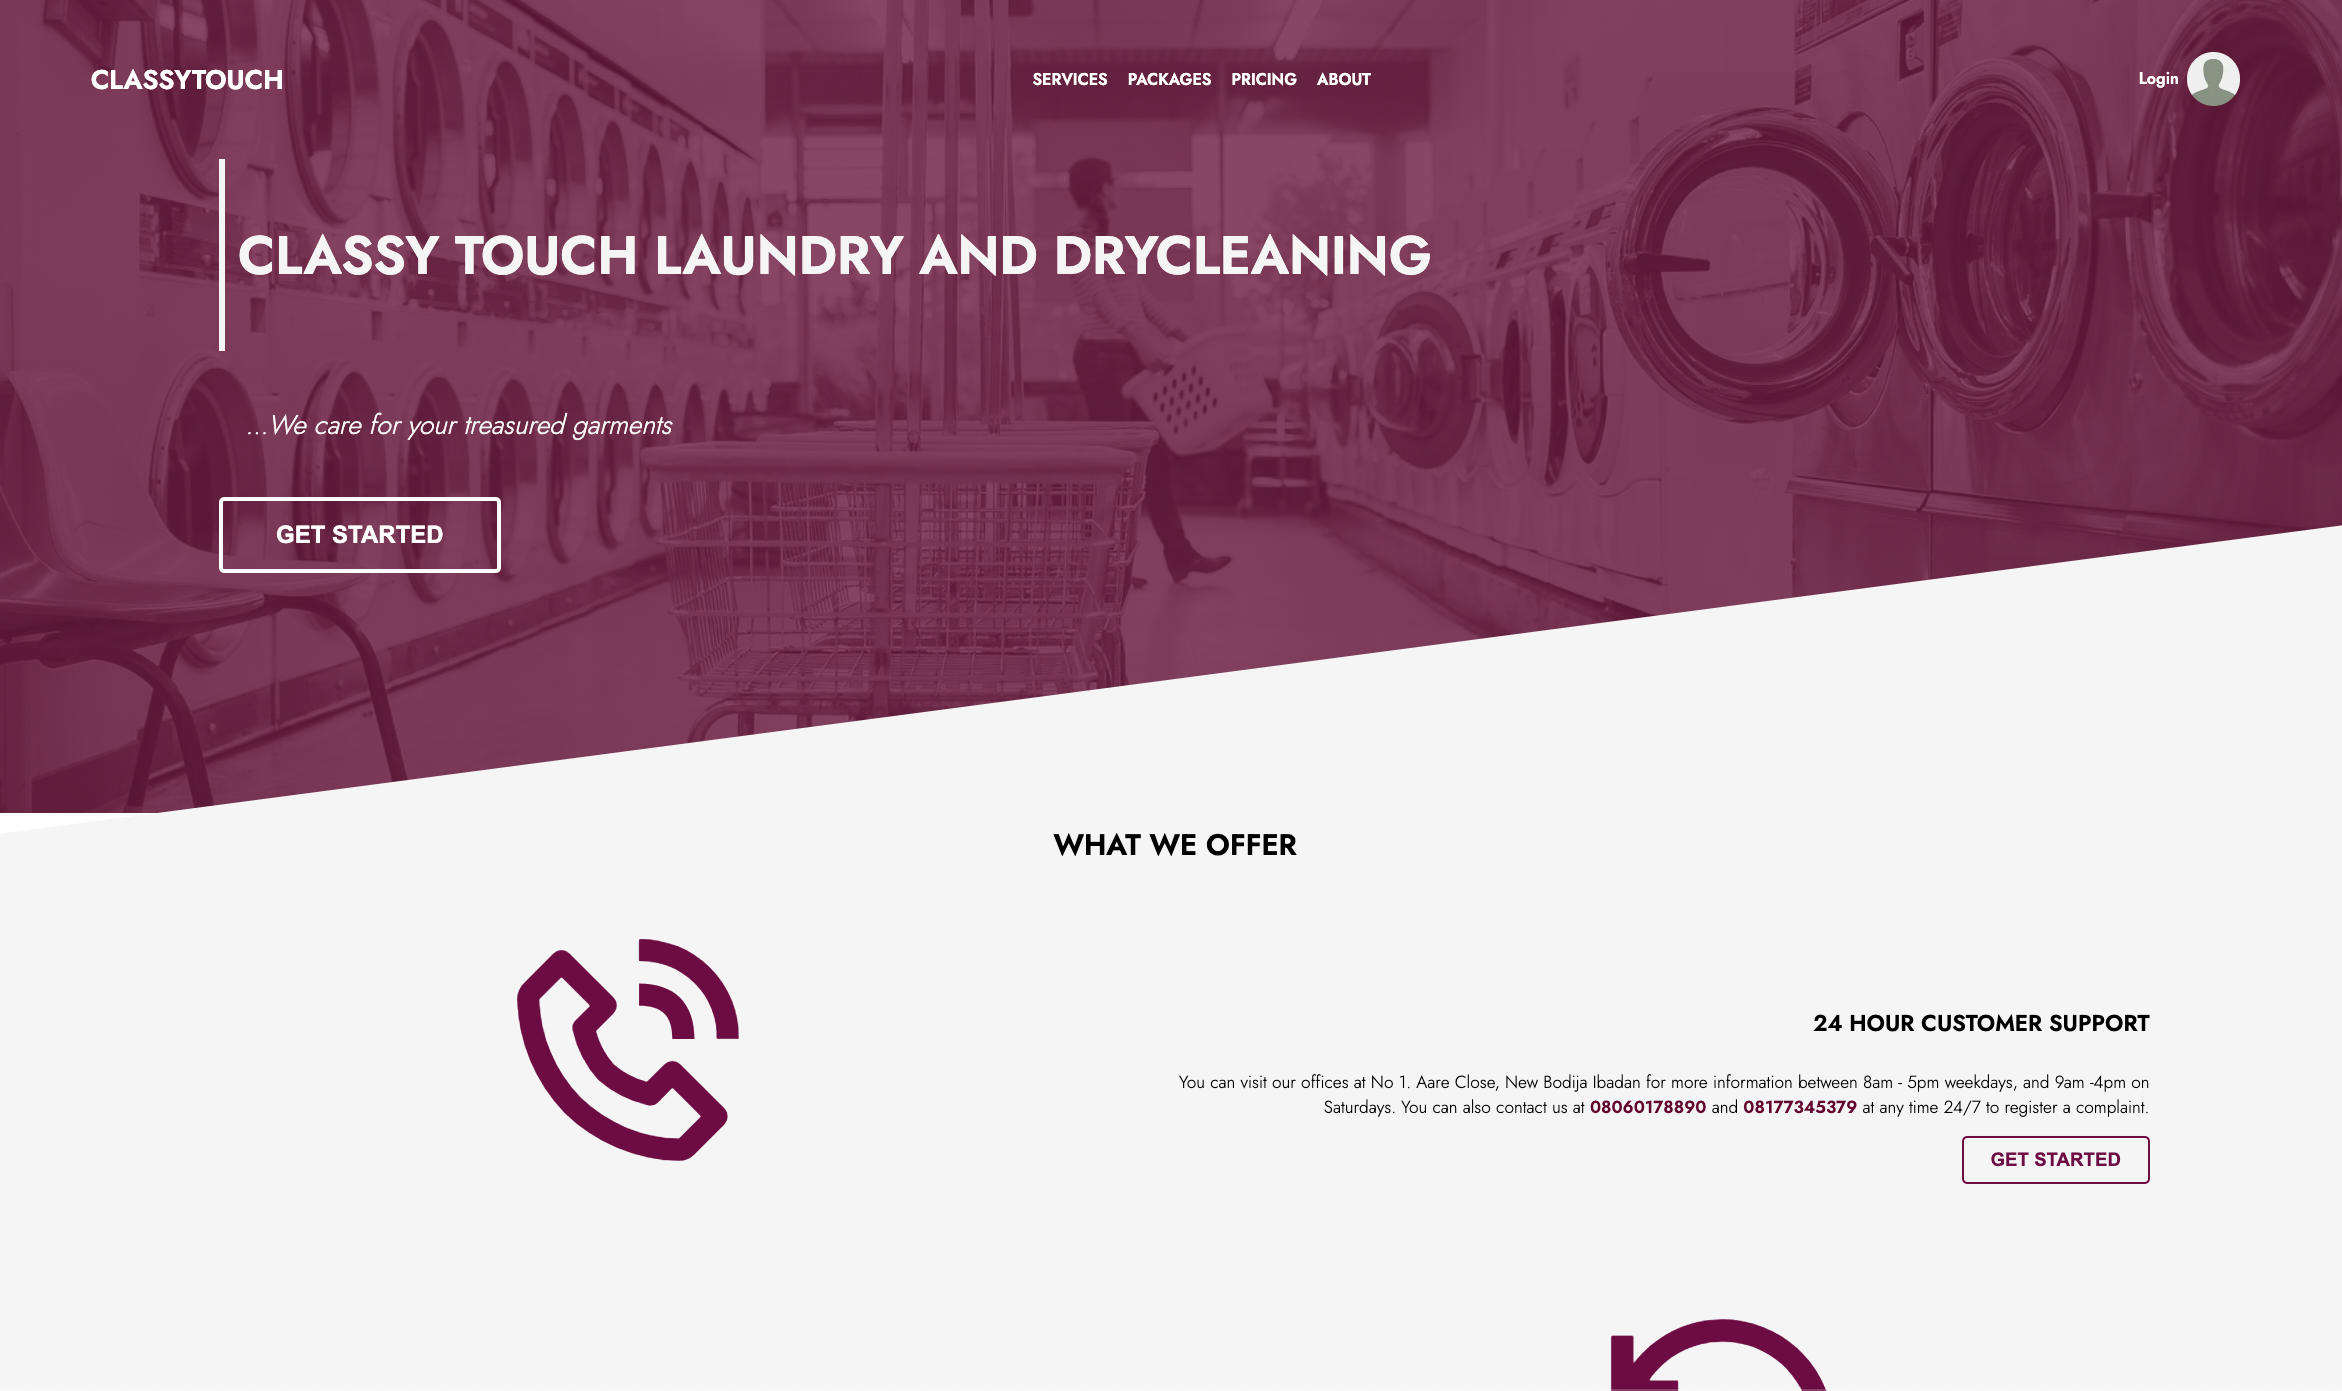 CLASSYTOUCH
SERVICES PACKAGES PRICING ABOUT
Login
CLASSY TOUCH LAUNDRY AND DRYCLEANING
...We care for your treasured garments
GET STARTED
WHAT WE OFFER
24 HOUR CUSTOMER SUPPORT
You can visit our offices at No 1. Aare Close, New Bodija Ibadan for more information between 8am - 5pm weekdays, and 9am -4pm on
Saturdays. You can also contact us at 08060178890 and 08177345379 at any time 24/7 to register a complaint.
GET STARTED